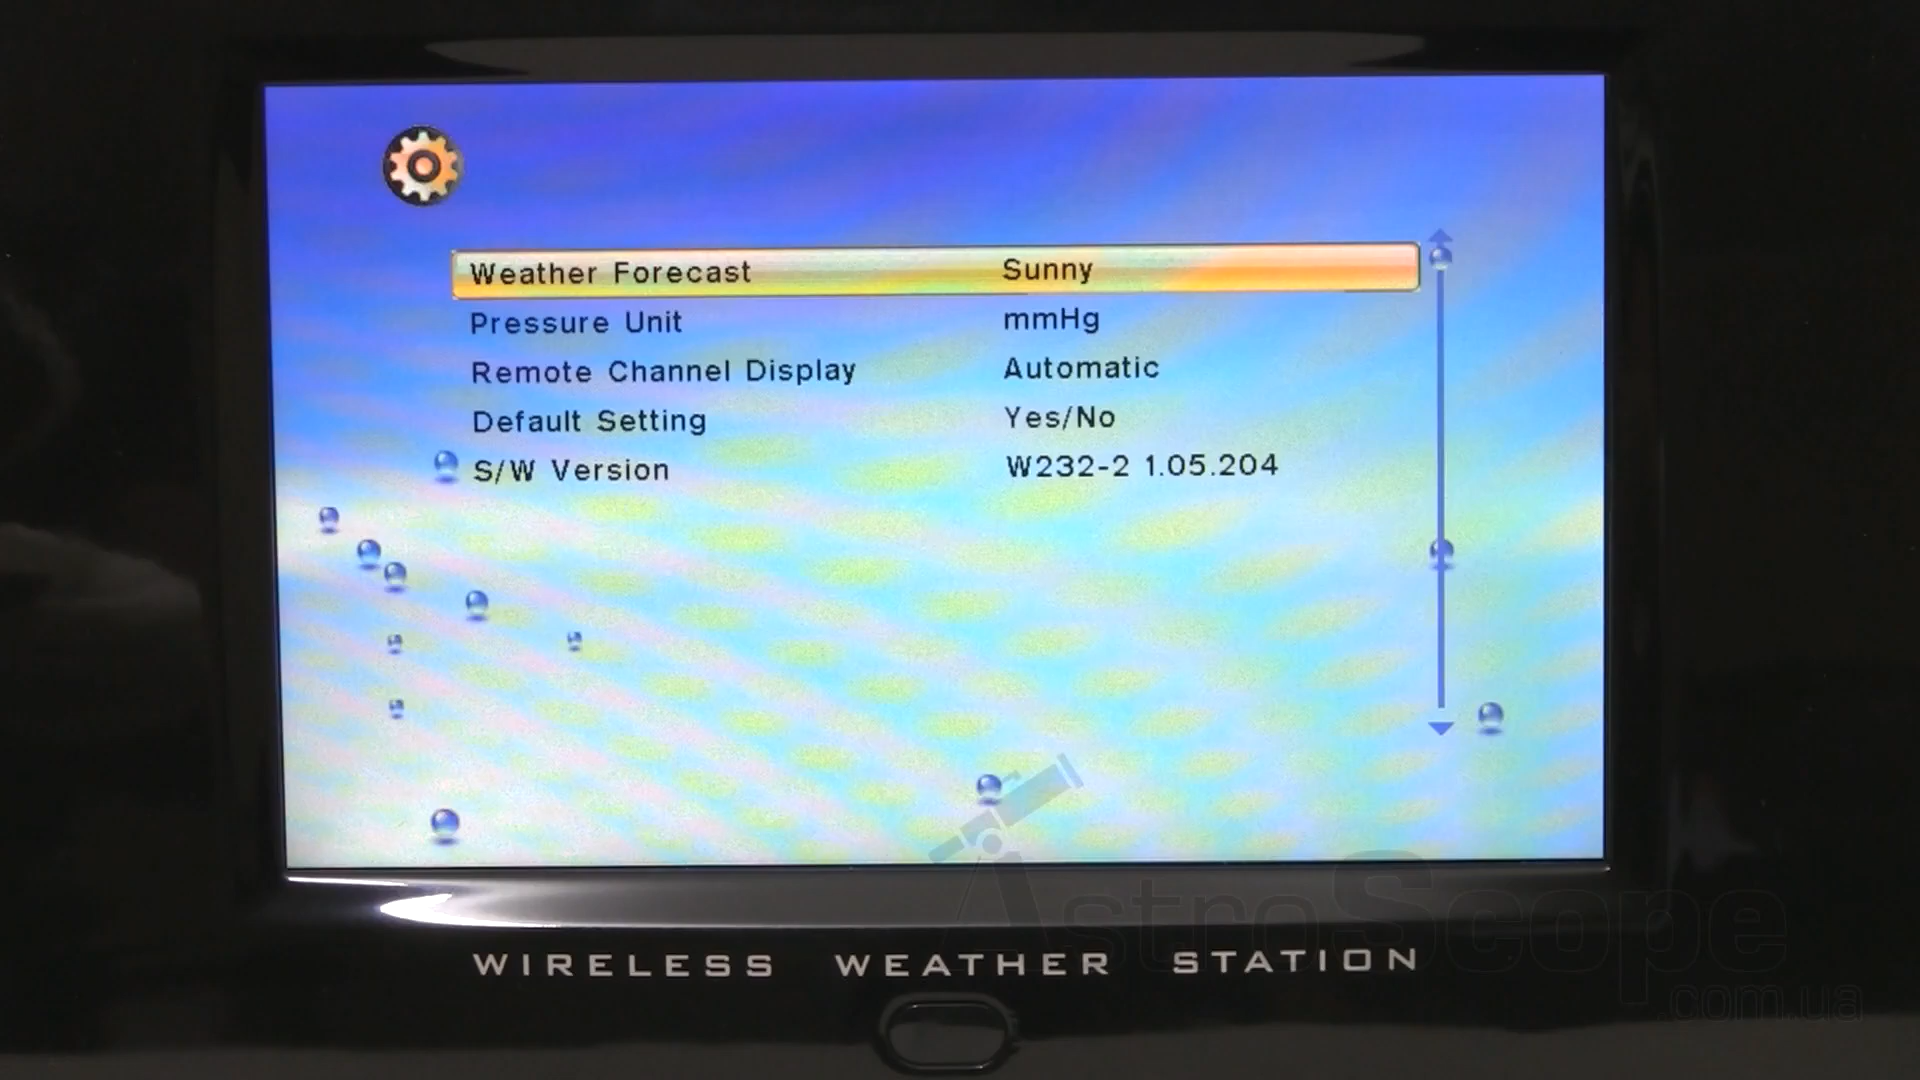 Weather Forecast Sunny
Pressure Unit mmHg
Remote Channel Display Automatic
Default Setting Yes/No
S/W Version W232-2 1.05.204
AstroScope
.com.ua
WIRELESS WEATHER STATION